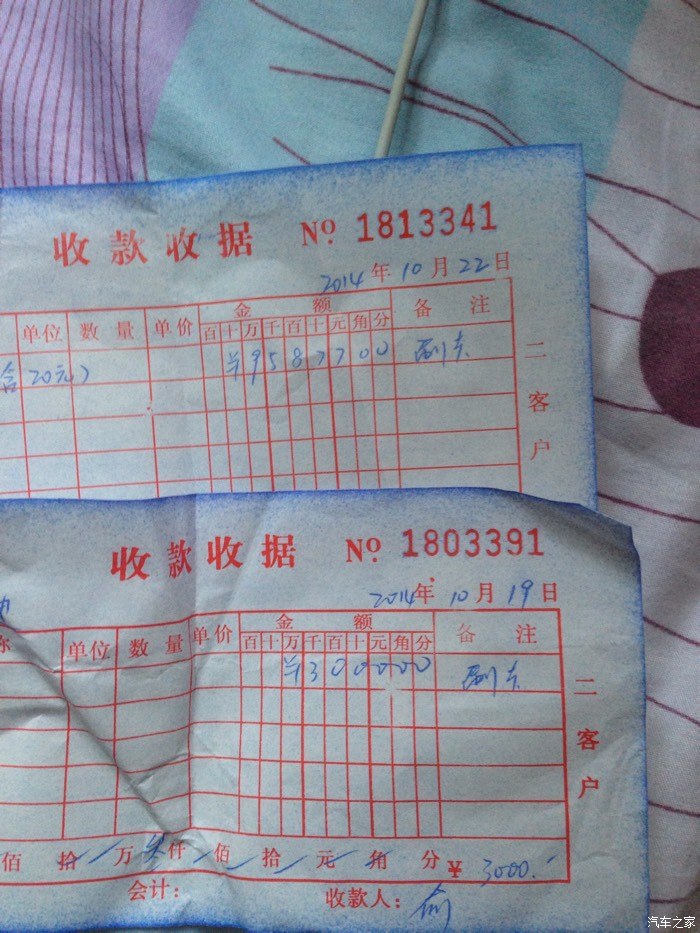 收款收据 No. 1813341
2014年10月22日
金额
单位 数量 单价 百十万千百十元角分 备注
含20元) ¥9587700 刷卡
二客户
收款收据 No. 1803391
2014年10月19日
金额
称 单位 数量 单价 百十万千百十元角分 备注
¥300000 刷卡
二客户
佰 拾 万 叁仟 佰 拾 元 角 分 ¥ 3000.-
会计: 收款人:
汽车之家